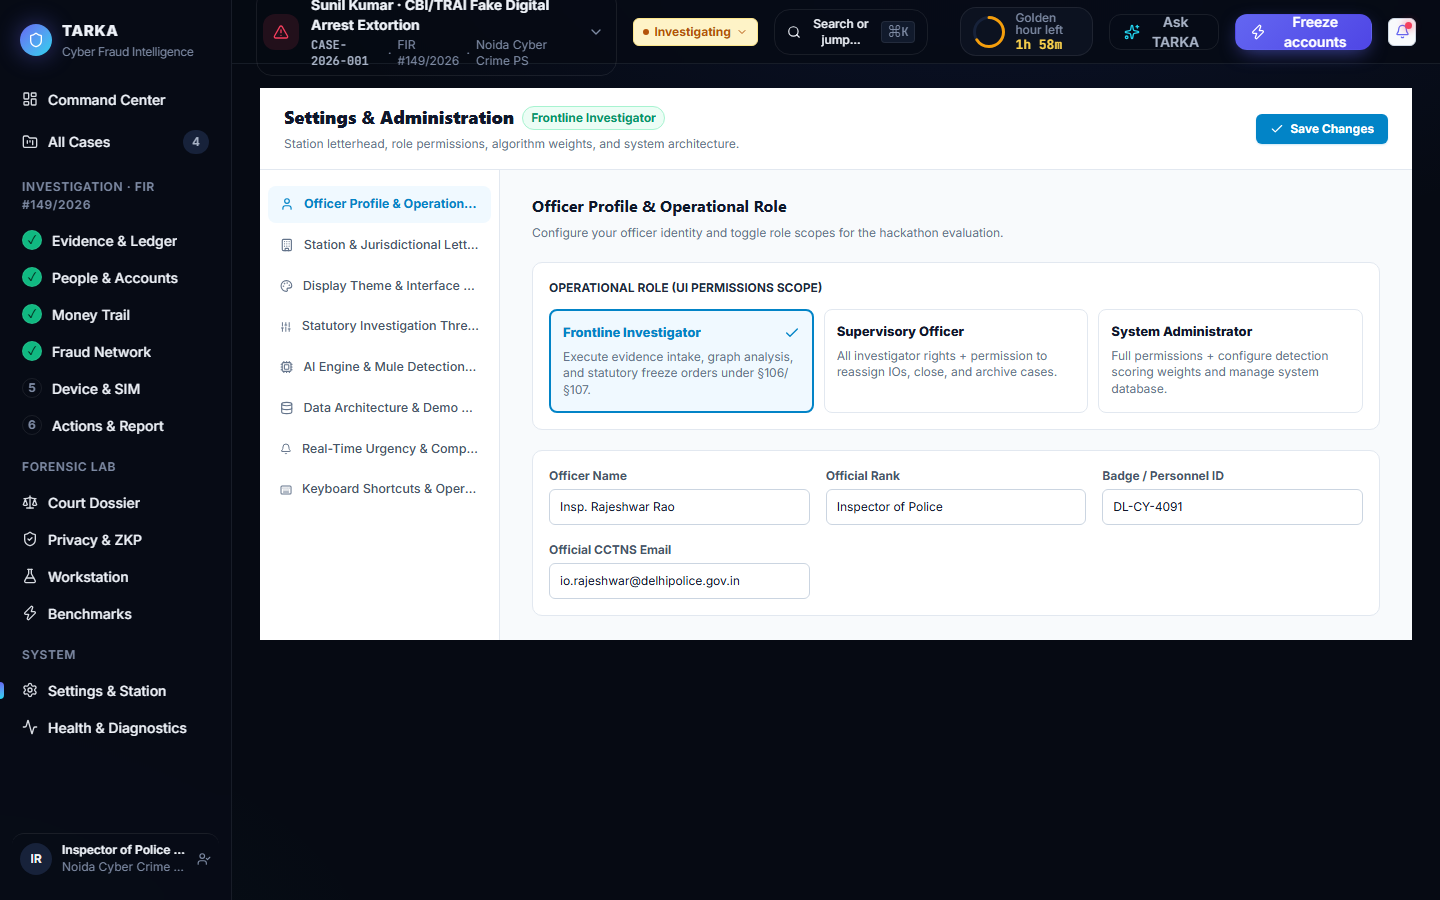 TARKA
Cyber Fraud Intelligence
Command Center
All Cases
4
INVESTIGATION · FIR
#149/2026
Evidence & Ledger
People & Accounts
Money Trail
Fraud Network
5
Device & SIM
6
Actions & Report
FORENSIC LAB
Court Dossier
Privacy & ZKP
Workstation
Benchmarks
SYSTEM
Settings & Station
Health & Diagnostics
IR
Inspector of Police ...
Noida Cyber Crime ...
Sunil Kumar · CBI/TRAI Fake Digital
Arrest Extortion
CASE-
2026-001
·
FIR
#149/2026
·
Noida Cyber
Crime PS
Investigating
Search or
jump...
⌘K
Golden
hour left
1h 58m
Ask
TARKA
Freeze
accounts
Settings & Administration
Frontline Investigator
Station letterhead, role permissions, algorithm weights, and system architecture.
Save Changes
Officer Profile & Operation...
Station & Jurisdictional Lett...
Display Theme & Interface ...
Statutory Investigation Thre...
AI Engine & Mule Detection...
Data Architecture & Demo ...
Real-Time Urgency & Comp...
Keyboard Shortcuts & Oper...
Officer Profile & Operational Role
Configure your officer identity and toggle role scopes for the hackathon evaluation.
OPERATIONAL ROLE (UI PERMISSIONS SCOPE)
Frontline Investigator
Execute evidence intake, graph analysis,
and statutory freeze orders under §106/
§107.
Supervisory Officer
All investigator rights + permission to
reassign IOs, close, and archive cases.
System Administrator
Full permissions + configure detection
scoring weights and manage system
database.
Officer Name
Insp. Rajeshwar Rao
Official Rank
Inspector of Police
Badge / Personnel ID
DL-CY-4091
Official CCTNS Email
io.rajeshwar@delhipolice.gov.in